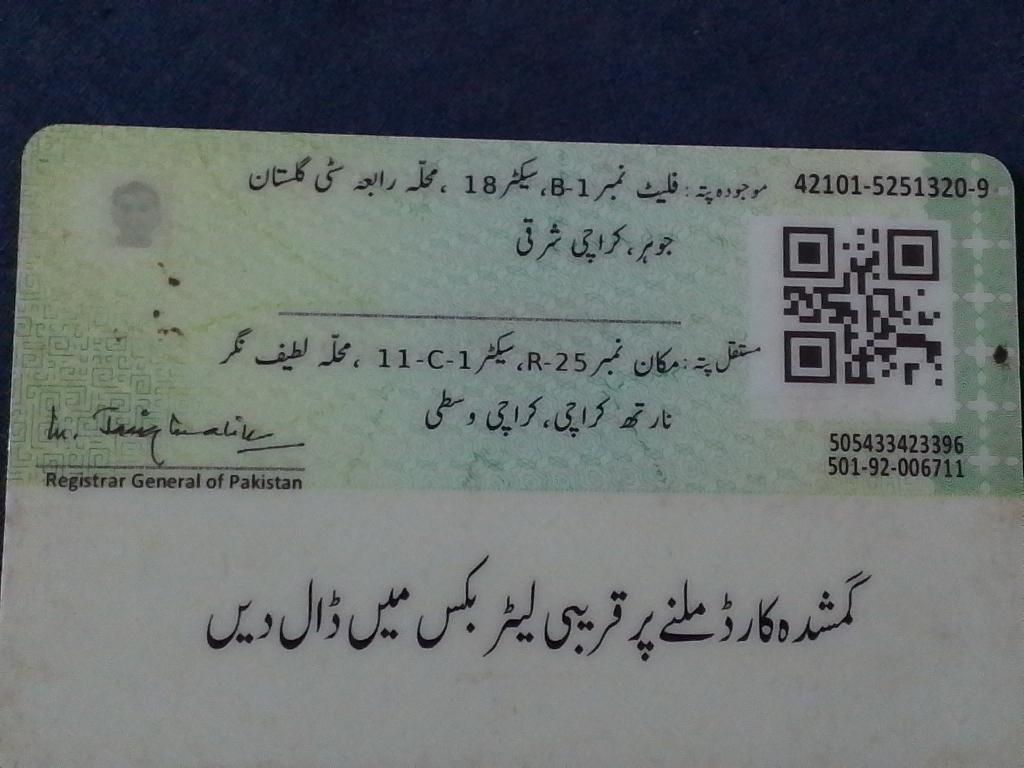 42101-5251320-9
موجودہ پتہ: فلیٹ نمبر B-1، سیکٹر 18 ، محلّہ رابعہ سٹی گلستان
جوہر، کراچی شرقی
مستقل پتہ: مکان نمبر R-25، سیکٹر 11-C-1 ، محلّہ لطیف نگر
نارتھ کراچی، کراچی وسطی
505433423396
501-92-006711
Registrar General of Pakistan
گمشدہ کارڈ ملنے پر قریبی لیٹر بکس میں ڈال دیں